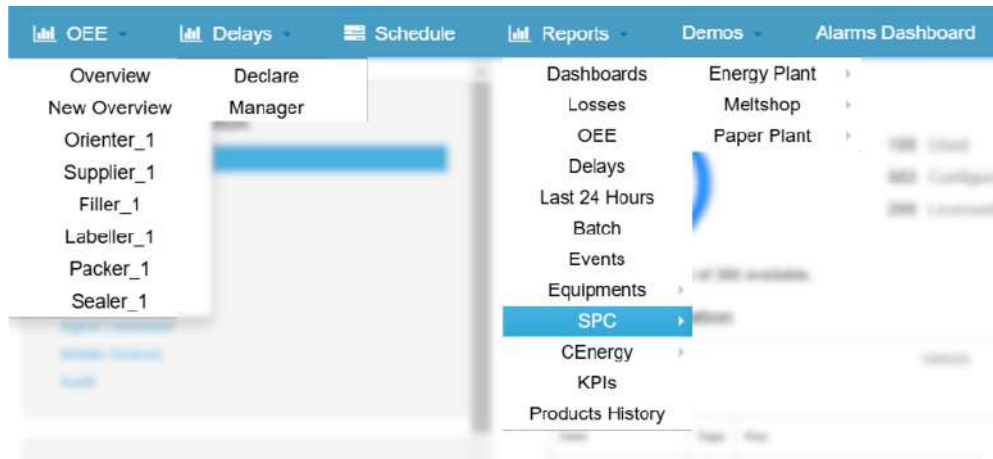 OEE Delays Schedule Reports Demos Alarms Dashboard
Overview
New Overview
Orienter_1
Supplier_1
Filler_1
Labeller_1
Packer_1
Sealer_1
Declare
Manager
Dashboards
Losses
OEE
Delays
Last 24 Hours
Batch
Events
Equipments
SPC
CEnergy
KPIs
Products History
Energy Plant
Meltshop
Paper Plant